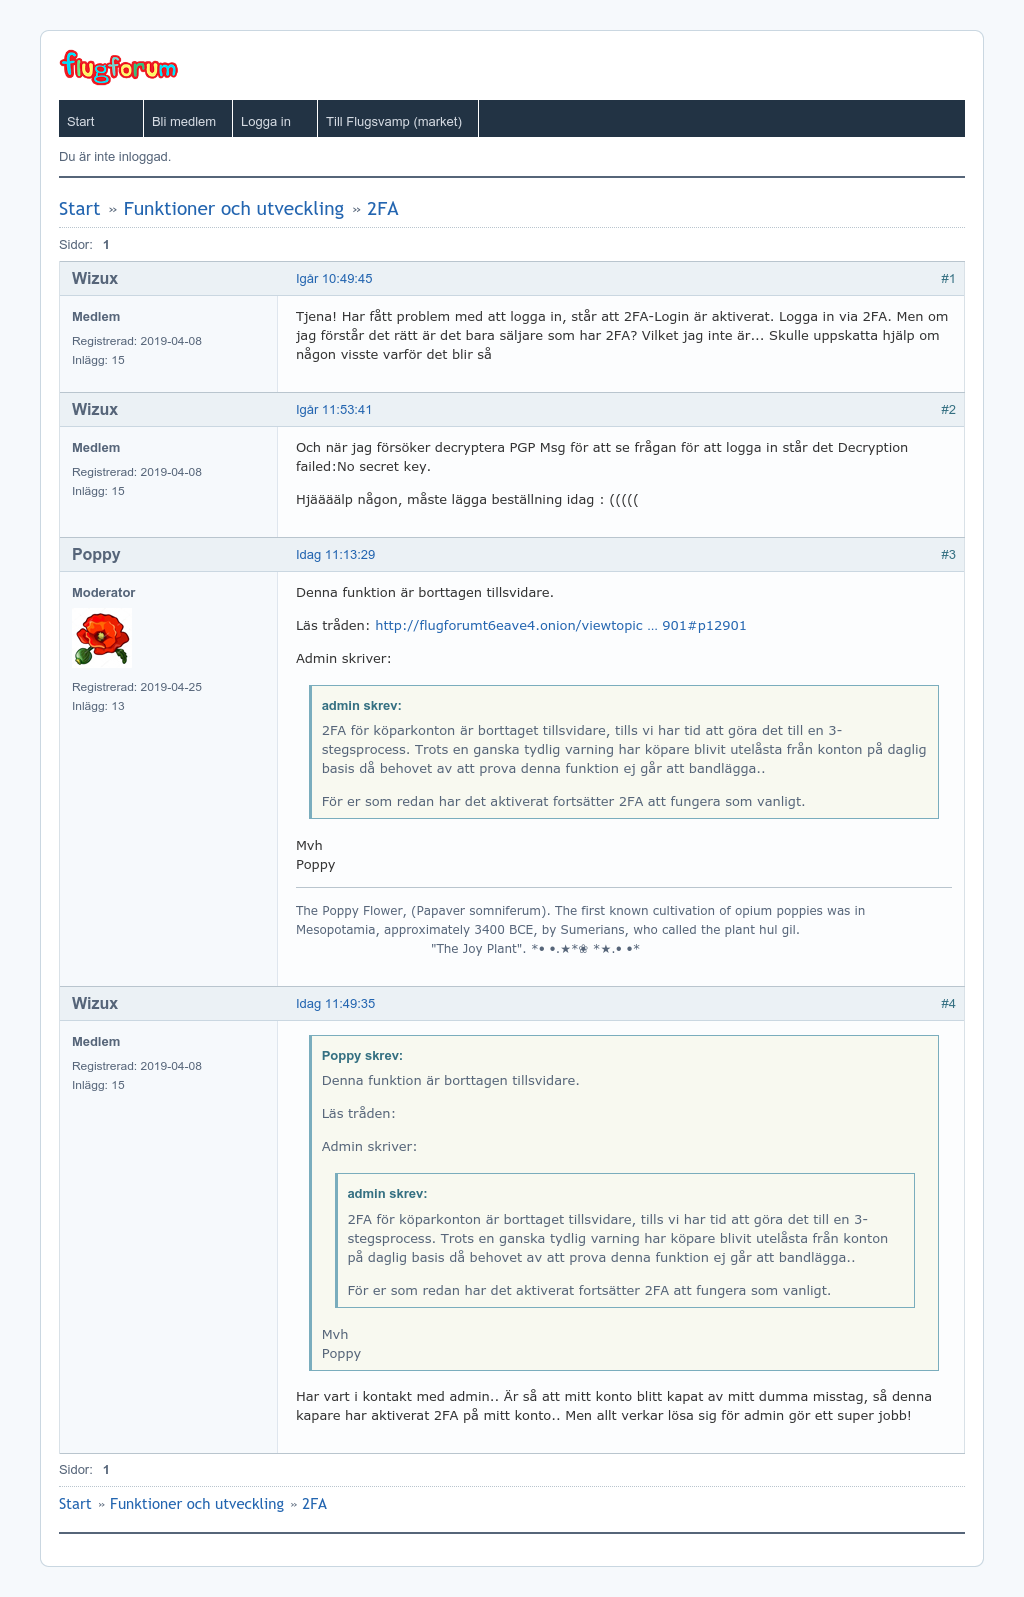 flugforum
Start
Bli medlem
Logga in
Till Flugsvamp (market)
Du är inte inloggad.
Start » Funktioner och utveckling » 2FA
Sidor: 1
Wizux
Igår 10:49:45
#1
Medlem
Registrerad: 2019-04-08
Inlägg: 15
Tjena! Har fått problem med att logga in, står att 2FA-Login är aktiverat. Logga in via 2FA. Men om
jag förstår det rätt är det bara säljare som har 2FA? Vilket jag inte är... Skulle uppskatta hjälp om
någon visste varför det blir så
Wizux
Igår 11:53:41
#2
Medlem
Registrerad: 2019-04-08
Inlägg: 15
Och när jag försöker decryptera PGP Msg för att se frågan för att logga in står det Decryption
failed:No secret key.
Hjäääälp någon, måste lägga beställning idag : (((((
Poppy
Idag 11:13:29
#3
Moderator
Registrerad: 2019-04-25
Inlägg: 13
Denna funktion är borttagen tillsvidare.
Läs tråden: http://flugforumt6eave4.onion/viewtopic ... 901#p12901
Admin skriver:
admin skrev:
2FA för köparkonton är borttaget tillsvidare, tills vi har tid att göra det till en 3-
stegsprocess. Trots en ganska tydlig varning har köpare blivit utelåsta från konton på daglig
basis då behovet av att prova denna funktion ej går att bandlägga..
För er som redan har det aktiverat fortsätter 2FA att fungera som vanligt.
Mvh
Poppy
The Poppy Flower, (Papaver somniferum). The first known cultivation of opium poppies was in
Mesopotamia, approximately 3400 BCE, by Sumerians, who called the plant hul gil.
"The Joy Plant". *• •.★*❀ *★.• •*
Wizux
Idag 11:49:35
#4
Medlem
Registrerad: 2019-04-08
Inlägg: 15
Poppy skrev:
Denna funktion är borttagen tillsvidare.
Läs tråden:
Admin skriver:
admin skrev:
2FA för köparkonton är borttaget tillsvidare, tills vi har tid att göra det till en 3-
stegsprocess. Trots en ganska tydlig varning har köpare blivit utelåsta från konton
på daglig basis då behovet av att prova denna funktion ej går att bandlägga..
För er som redan har det aktiverat fortsätter 2FA att fungera som vanligt.
Mvh
Poppy
Har vart i kontakt med admin.. Är så att mitt konto blitt kapat av mitt dumma misstag, så denna
kapare har aktiverat 2FA på mitt konto.. Men allt verkar lösa sig för admin gör ett super jobb!
Sidor: 1
Start » Funktioner och utveckling » 2FA